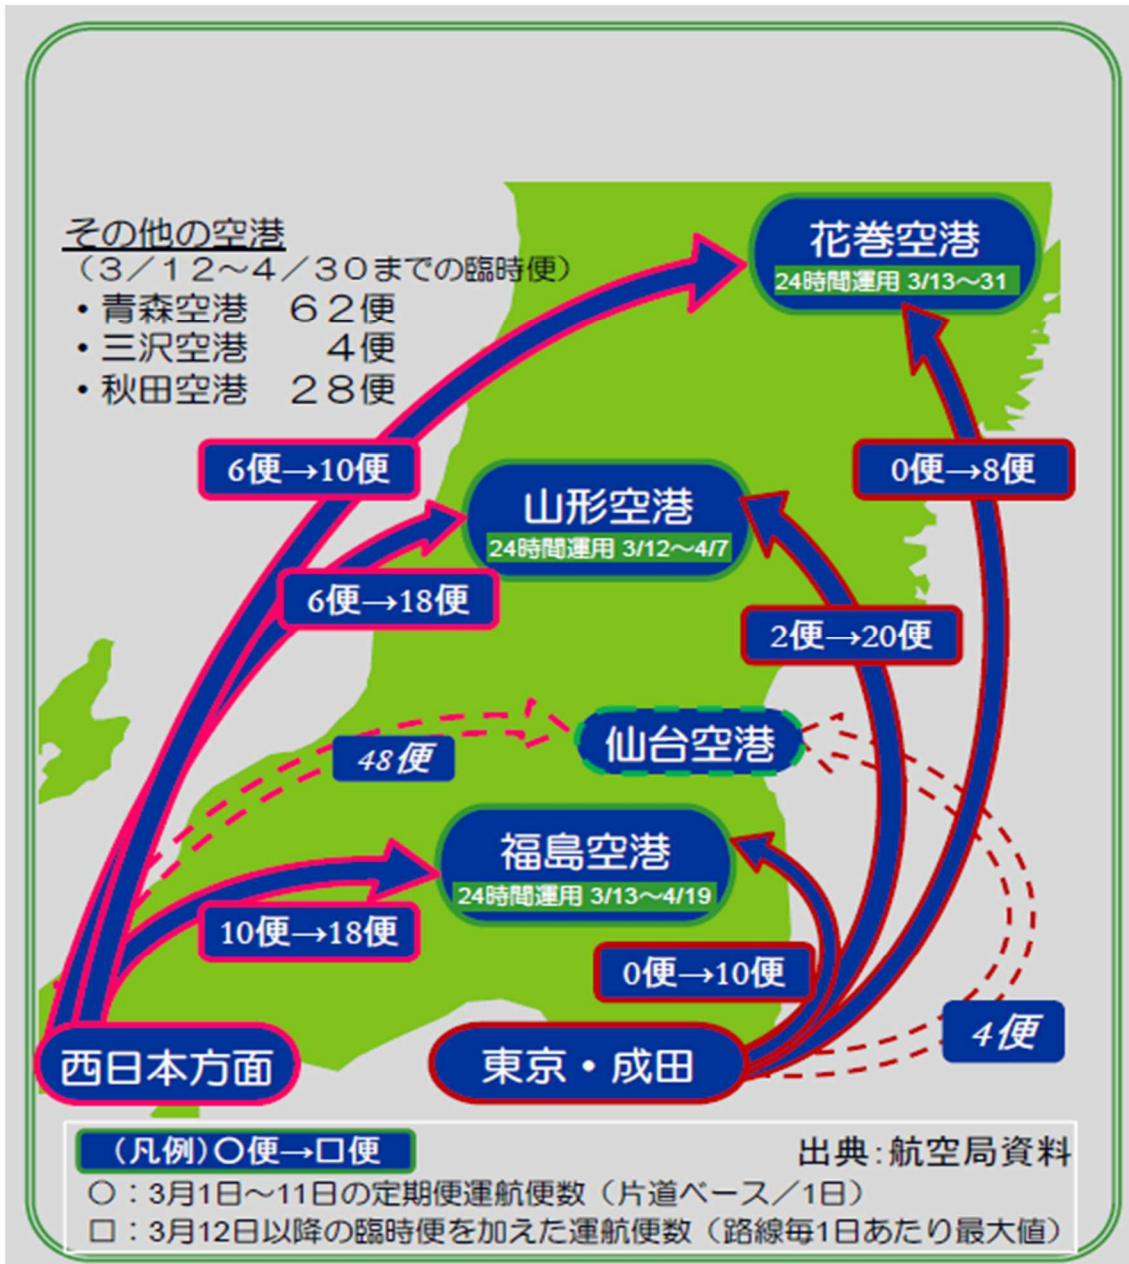 その他の空港
（３／１２～４／３０までの臨時便）
・青森空港　６２便
・三沢空港　４便
・秋田空港　２８便
花巻空港
24時間運用 3/13～31
6便→10便
0便→8便
山形空港
24時間運用 3/12～4/7
6便→18便
2便→20便
仙台空港
48便
福島空港
24時間運用 3/13～4/19
10便→18便
0便→10便
4便
西日本方面
東京・成田
（凡例）〇便→口便
出典：航空局資料
〇：3月1日～11日の定期便運航便数（片道ベース／1日）
□：3月12日以降の臨時便を加えた運航便数（路線毎1日あたり最大値）